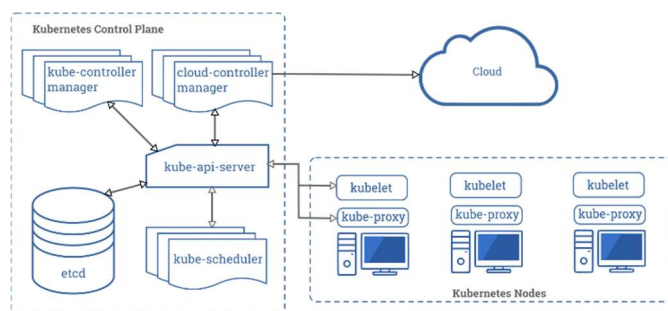 Kubernetes Control Plane
kube-controller
manager
cloud-controller
manager
Cloud
kube-api-server
kubelet
kubelet
kubelet
kube-proxy
kube-proxy
kube-proxy
etcd
kube-scheduler
Kubernetes Nodes